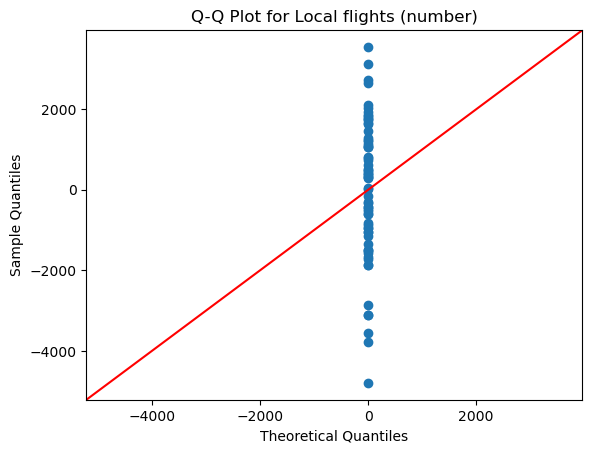 Q-Q Plot for Local flights (number)
Sample Quantiles
2000
0
−2000
−4000
−4000
−2000
0
2000
Theoretical Quantiles